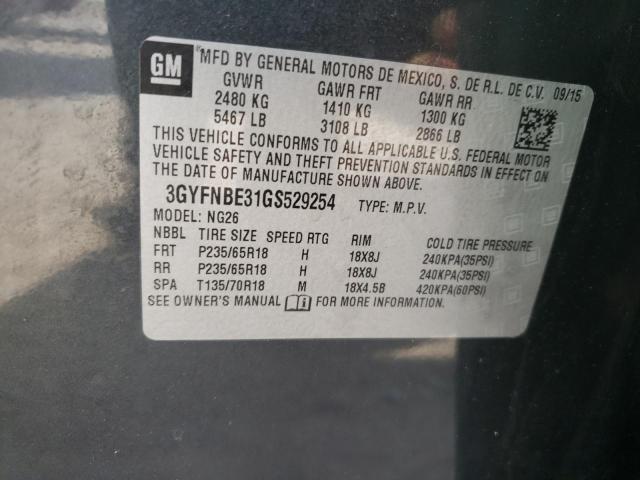 GM
MFD BY GENERAL MOTORS DE MEXICO, S. DE R.L. DE C.V. 09/15
GVWR GAWR FRT GAWR RR
2480 KG 1410 KG 1300 KG
5467 LB 3108 LB 2866 LB
THIS VEHICLE CONFORMS TO ALL APPLICABLE U.S. FEDERAL MOTOR
VEHICLE SAFETY AND THEFT PREVENTION STANDARDS IN EFFECT ON
THE DATE OF MANUFACTURE SHOWN ABOVE.
3GYFNBE31GS529254 TYPE: M.P.V.
MODEL: NG26
NBBL TIRE SIZE SPEED RTG RIM COLD TIRE PRESSURE
FRT P235/65R18 H 18X8J 240KPA(35PSI)
RR P235/65R18 H 18X8J 240KPA(35PSI)
SPA T135/70R18 M 18X4.5B 420KPA(60PSI)
SEE OWNER'S MANUAL FOR MORE INFORMATION.